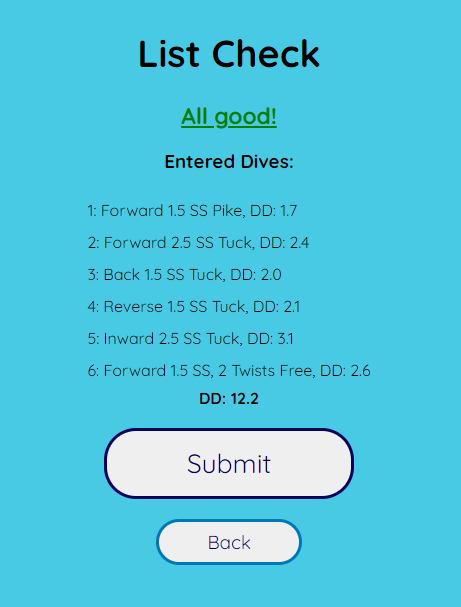 List Check
All good!
Entered Dives:
1: Forward 1.5 SS Pike, DD: 1.7
2: Forward 2.5 SS Tuck, DD: 2.4
3: Back 1.5 SS Tuck, DD: 2.0
4: Reverse 1.5 SS Tuck, DD: 2.1
5: Inward 2.5 SS Tuck, DD: 3.1
6: Forward 1.5 SS, 2 Twists Free, DD: 2.6
DD: 12.2
Submit
Back